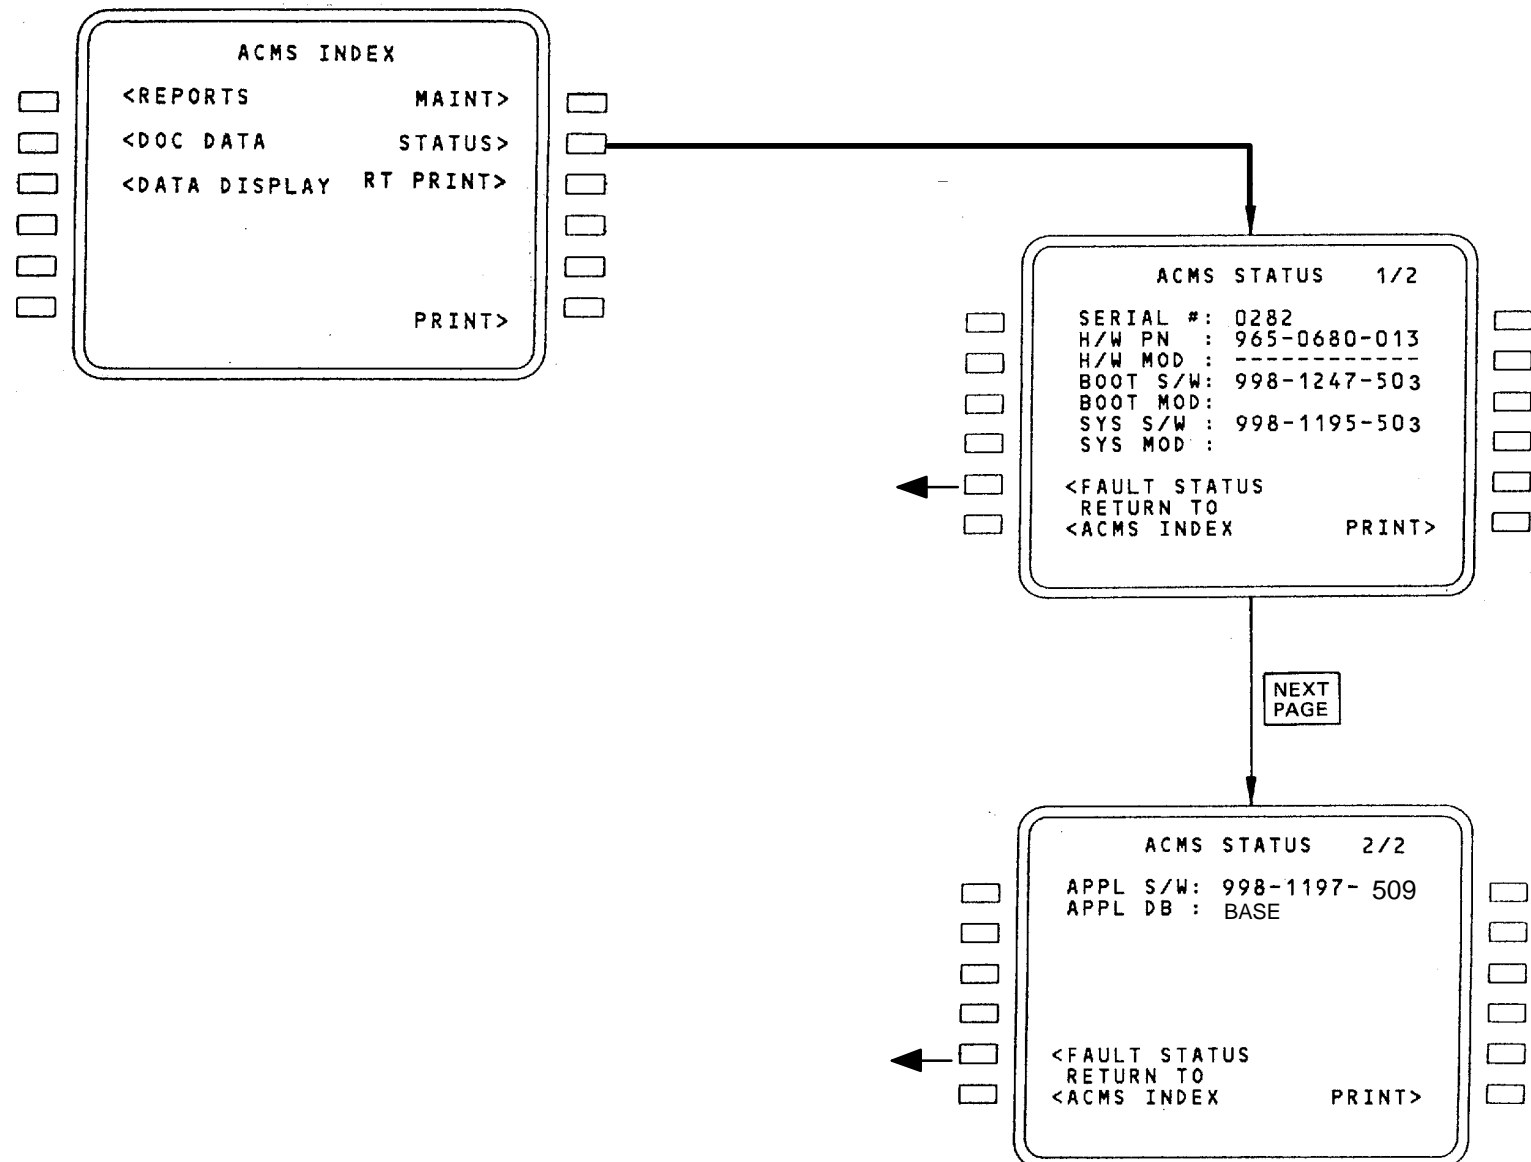 ACMS INDEX
<REPORTS MAINT>
<DOC DATA STATUS>
<DATA DISPLAY RT PRINT>
PRINT>
ACMS STATUS 1/2
SERIAL #: 0282
H/W PN : 965-0680-013
H/W MOD : ------------
BOOT S/W: 998-1247-503
BOOT MOD:
SYS S/W : 998-1195-503
SYS MOD :
<FAULT STATUS
RETURN TO
<ACMS INDEX PRINT>
NEXT
PAGE
ACMS STATUS 2/2
APPL S/W: 998-1197- 509
APPL DB : BASE
<FAULT STATUS
RETURN TO
<ACMS INDEX PRINT>